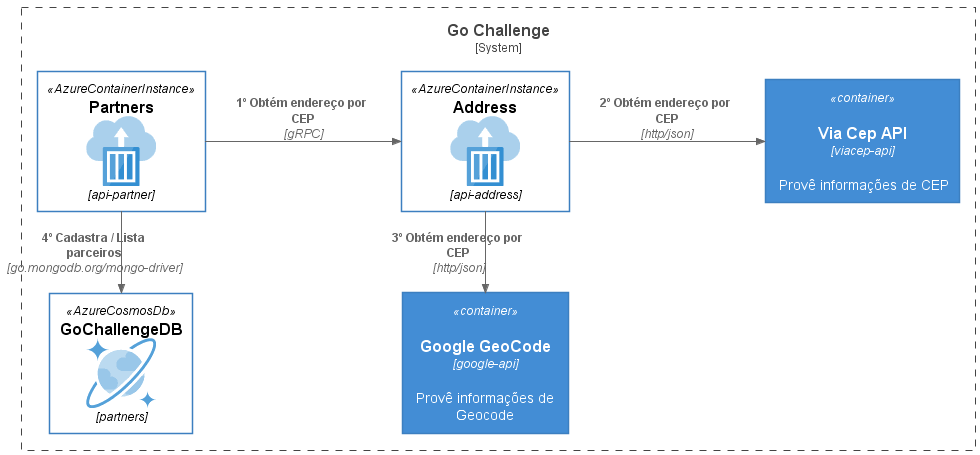 Go Challenge
[System]
«AzureContainerInstance»
Partners
[api-partner]
1° Obtém endereço por
CEP
[gRPC]
«AzureContainerInstance»
Address
[api-address]
2° Obtém endereço por
CEP
[http/json]
«container»
Via Cep API
[viacep-api]
Provê informações de CEP
4° Cadastra / Lista
parceiros
[go.mongodb.org/mongo-driver]
3° Obtém endereço por
CEP
[http/json]
«AzureCosmosDb»
GoChallengeDB
[partners]
«container»
Google GeoCode
[google-api]
Provê informações de
Geocode